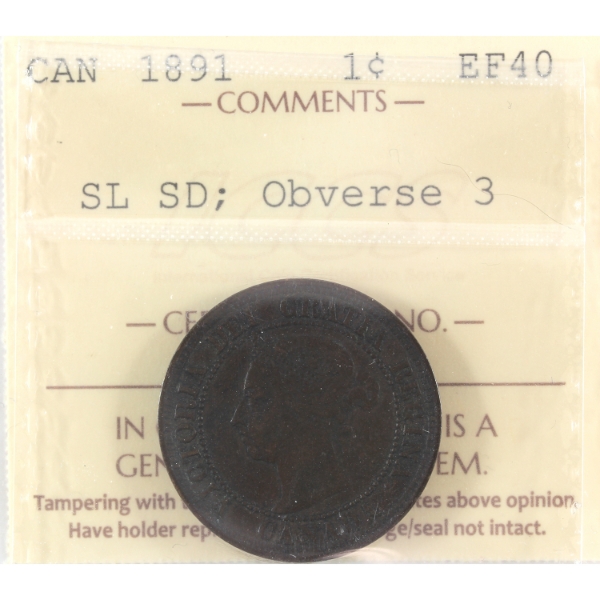 CAN 1891 1¢ EF40
— COMMENTS —
SL SD; Obverse 3
ICCS
— CE NO. —
IN IS A
GEN EM.
Tampering with tes above opinion
Have holder rep ge/seal not intact.